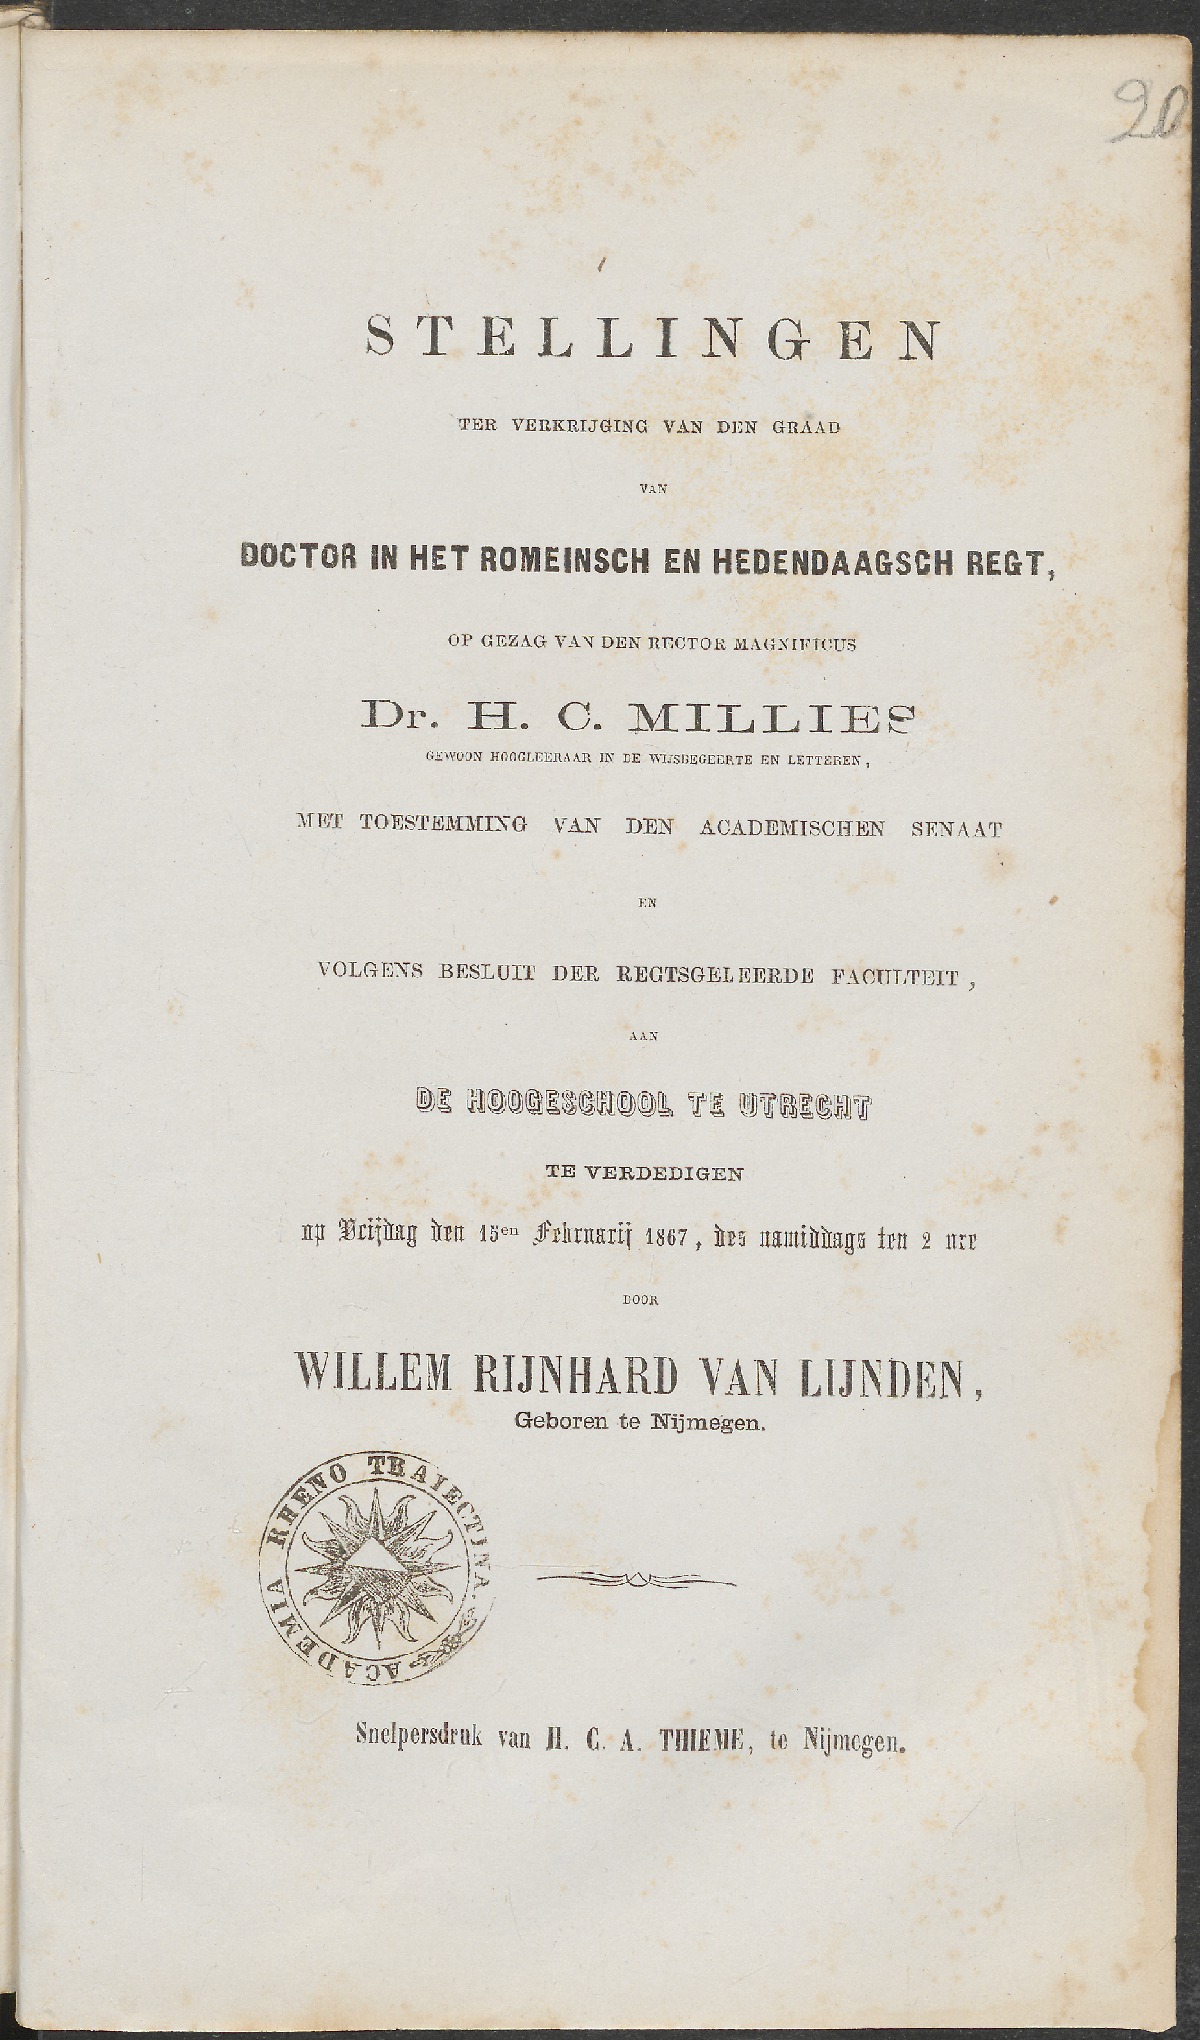 20
STELLINGEN
TER VERKRIJGING VAN DEN GRAAD
VAN
DOCTOR IN HET ROMEINSCH EN HEDENDAAGSCH REGT,
OP GEZAG VAN DEN RECTOR MAGNIFICUS
Dr. H. C. MILLIES
GEWOON HOOGLEERAAR IN DE WIJSBEGEERTE EN LETTEREN,
MET TOESTEMMING VAN DEN ACADEMISCHEN SENAAT
EN
VOLGENS BESLUIT DER REGTSGELEERDE FACULTEIT,
AAN
DE HOOGESCHOOL TE UTRECHT
TE VERDEDIGEN
op Vrijdag den 15en Februarij 1867, des namiddags ten 2 ure
DOOR
WILLEM RIJNHARD VAN LIJNDEN,
Geboren te Nijmegen.
ACADEMIA RHENO TRAIECTINA
Snelpersdruk van H. C. A. THIEME, te Nijmegen.